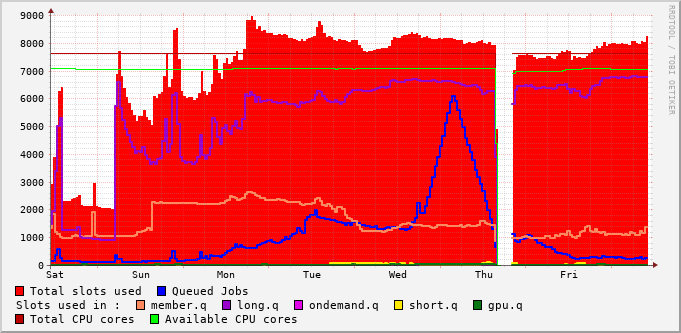 9000
8000
7000
6000
5000
4000
3000
2000
1000
0
Sat Sun Mon Tue Wed Thu Fri
Total slots used Queued Jobs
Slots used in : member.q long.q ondemand.q short.q gpu.q
Total CPU cores Available CPU cores
RRDTOOL / TOBI OETIKER